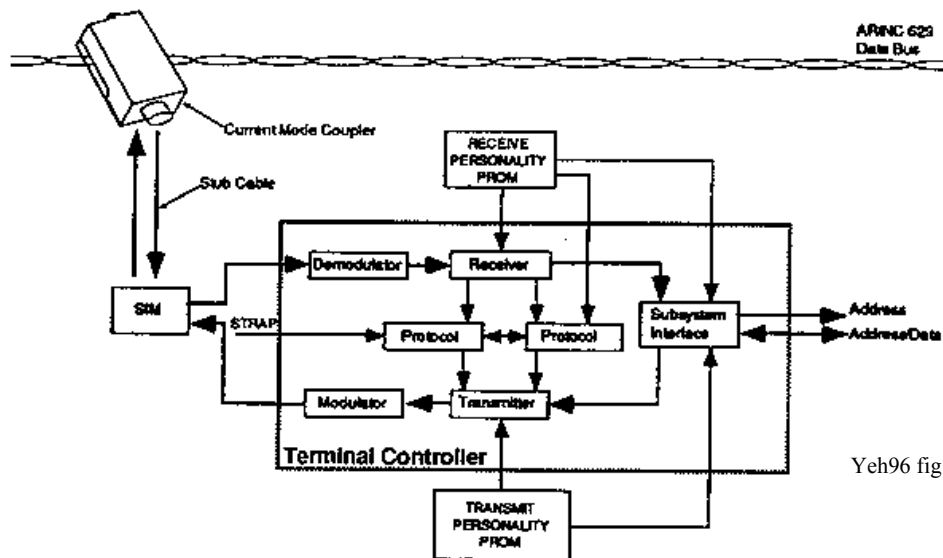 ARINC 629
Data Bus
Current Mode Coupler
Stub Cable
RECEIVE
PERSONALITY
PROM
Demodulator
Receiver
SIM
STRAP
Protocol
Protocol
Subsystem
Interface
Address
Address/Data
Modulator
Transmitter
Terminal Controller
Yeh96 fig
TRANSMIT
PERSONALITY
PROM